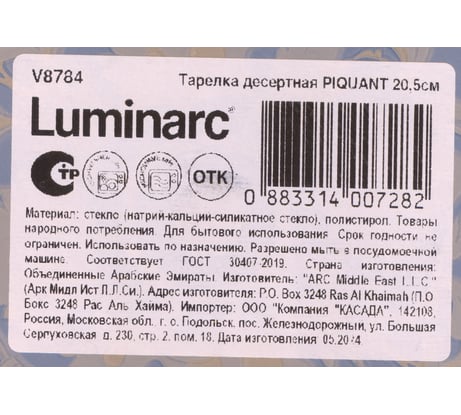 V8784
Тарелка десертная PIQUANT 20,5см
Luminarc®
СТР
ОТК
0 883314 007282
Материал: стекло (натрий-кальций-силикатное стекло), полистирол. Товары
народного потребления. Для бытового использования. Срок годности не
ограничен. Использовать по назначению. Разрешено мыть в посудомоечной
машине. Соответствует ГОСТ 30407-2019. Страна изготовления:
Объединенные Арабские Эмираты. Изготовитель: "ARC Middle East L.L.C."
(Арк Мидл Ист Л.Л.Си.). Адрес изготовителя: P.O. Box 3248 Ras Al Khaimah (П.О.
Бокс 3248 Рас Аль Хайма). Импортер: ООО "Компания "КАСАДА", 142103,
Россия, Московская обл. г. о. Подольск, пос. Железнодорожный, ул. Большая
Серпуховская, д. 230, стр. 2, пом. 18. Дата изготовления: 05.2024